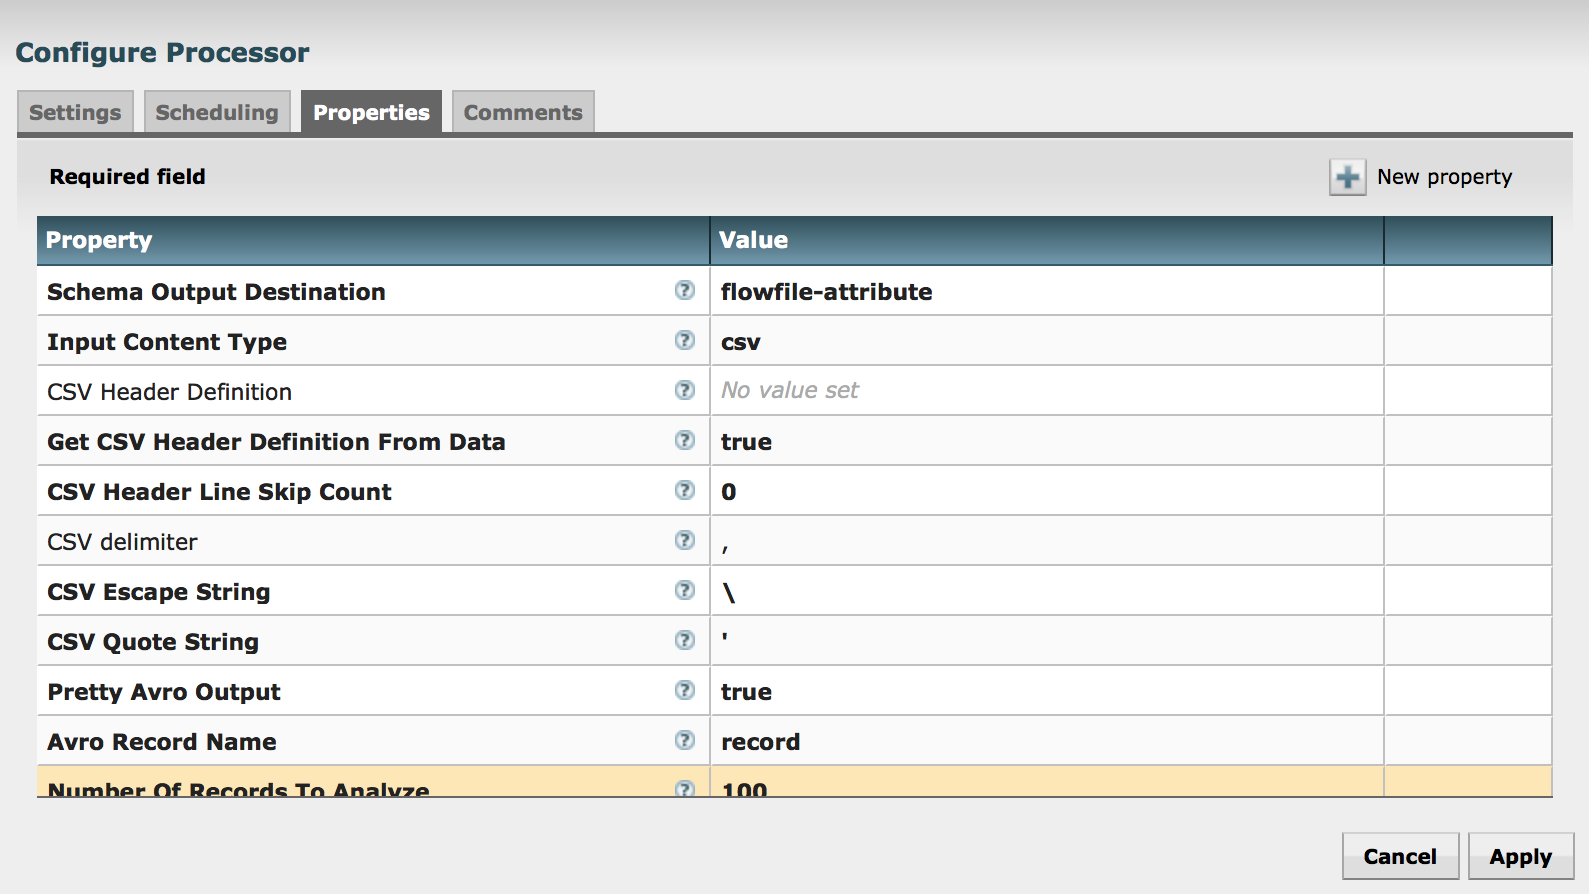 Configure Processor
Settings Scheduling Properties Comments
Required field New property
Property Value
Schema Output Destination ? flowfile-attribute
Input Content Type ? csv
CSV Header Definition ? No value set
Get CSV Header Definition From Data ? true
CSV Header Line Skip Count ? 0
CSV delimiter ? ,
CSV Escape String ? \
CSV Quote String ? '
Pretty Avro Output ? true
Avro Record Name ? record
Number Of Records To Analyze ? 100
Cancel Apply